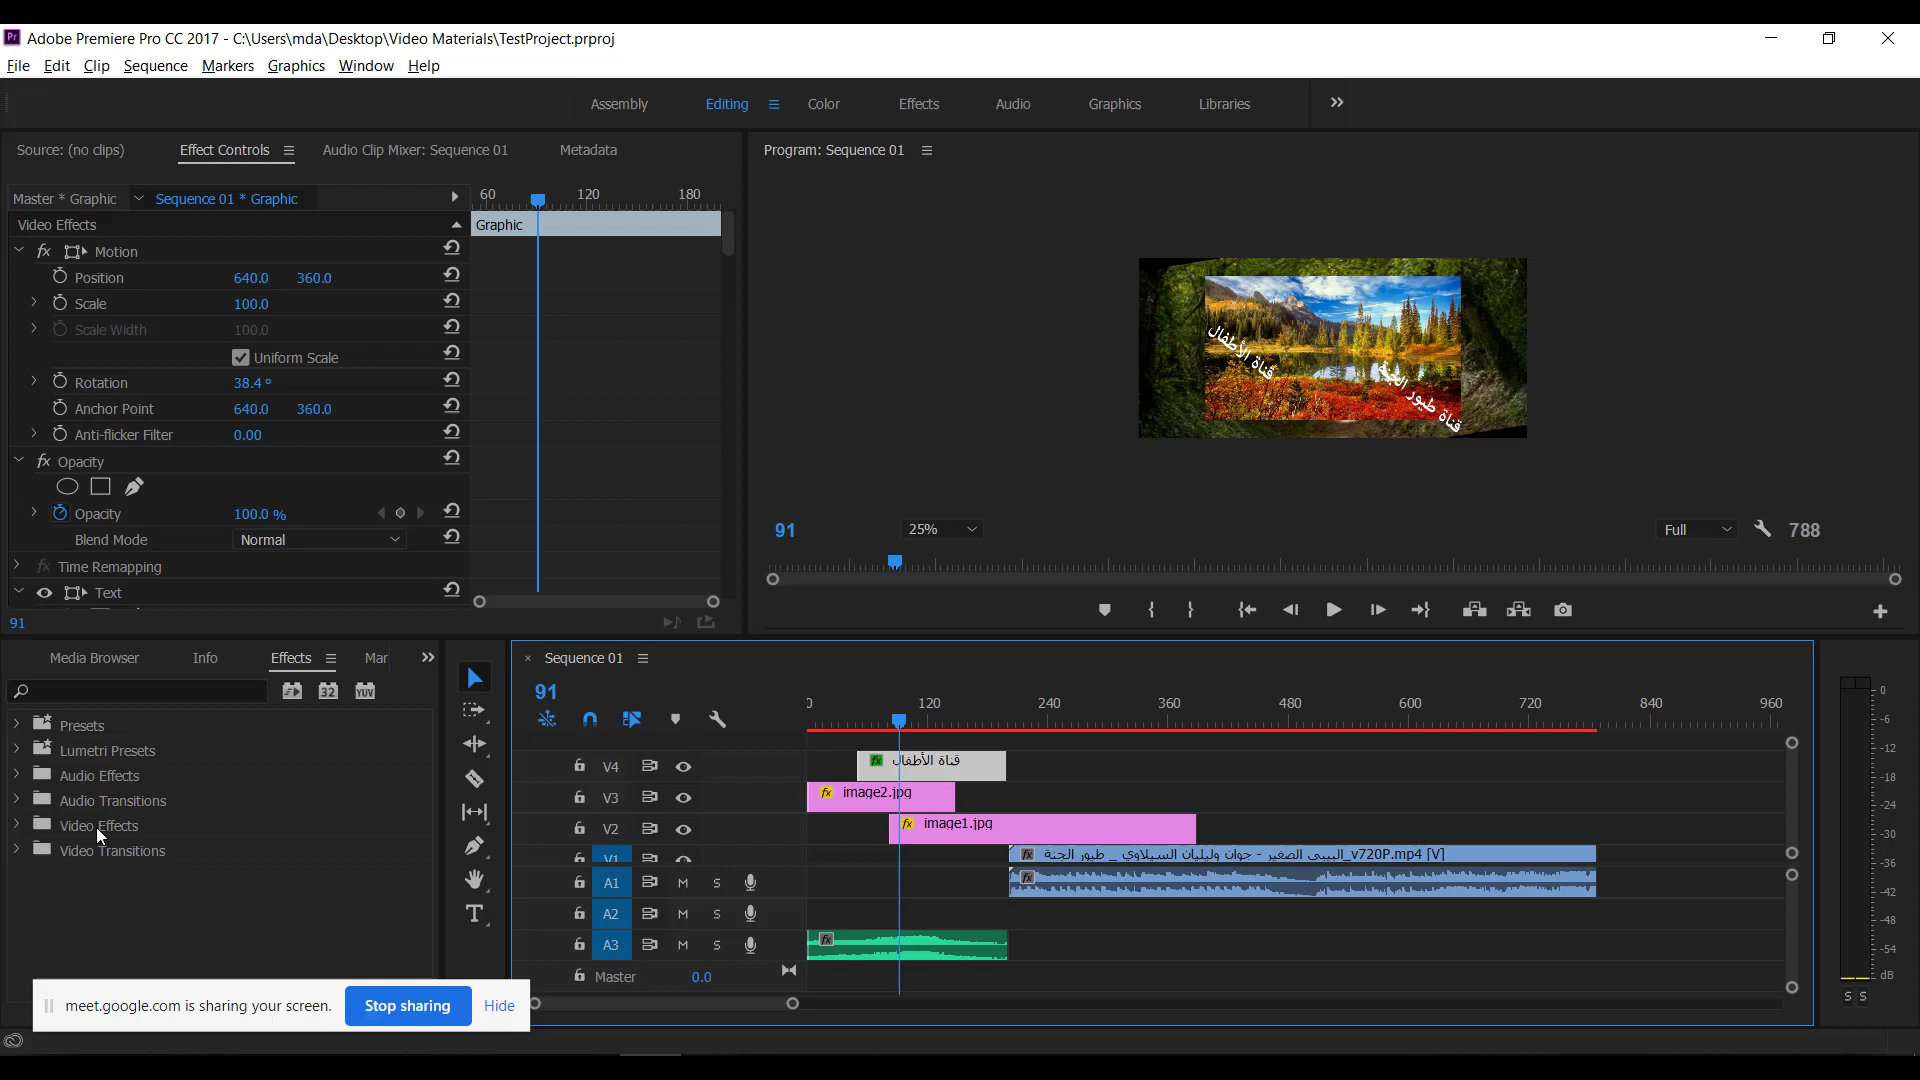 Adobe Premiere Pro CC 2017 - C:\Users\mda\Desktop\Video Materials\TestProject.prproj
File Edit Clip Sequence Markers Graphics Window Help
Assembly Editing Color Effects Audio Graphics Libraries
Source: (no clips) Effect Controls Audio Clip Mixer: Sequence 01 Metadata
Program: Sequence 01
Master * Graphic Sequence 01 * Graphic
60 120 180
Video Effects
Graphic
Motion
Position 640.0 360.0
Scale 100.0
Scale Width 100.0
Uniform Scale
Rotation 38.4 °
Anchor Point 640.0 360.0
Anti-flicker Filter 0.00
Opacity
Opacity 100.0 %
Blend Mode Normal
Time Remapping
Text
91
قناة الأطفال
قناة طيور الجنة
91 25% Full 788
Media Browser Info Effects Mar
32 YUV
Presets
Lumetri Presets
Audio Effects
Audio Transitions
Video Effects
Video Transitions
Sequence 01
91
0 120 240 360 480 600 720 840 960
V4 قناة الأطفال
V3 image2.jpg
V2 image1.jpg
V1 البيبي الصغير - جوان وليليان السيلاوي _ طيور الجنة_v720P.mp4 [V]
A1 M S
A2 M S
A3 M S
Master 0.0
0
-6
-12
-18
-24
-30
-36
-42
-48
-54
dB
S S
meet.google.com is sharing your screen. Stop sharing Hide